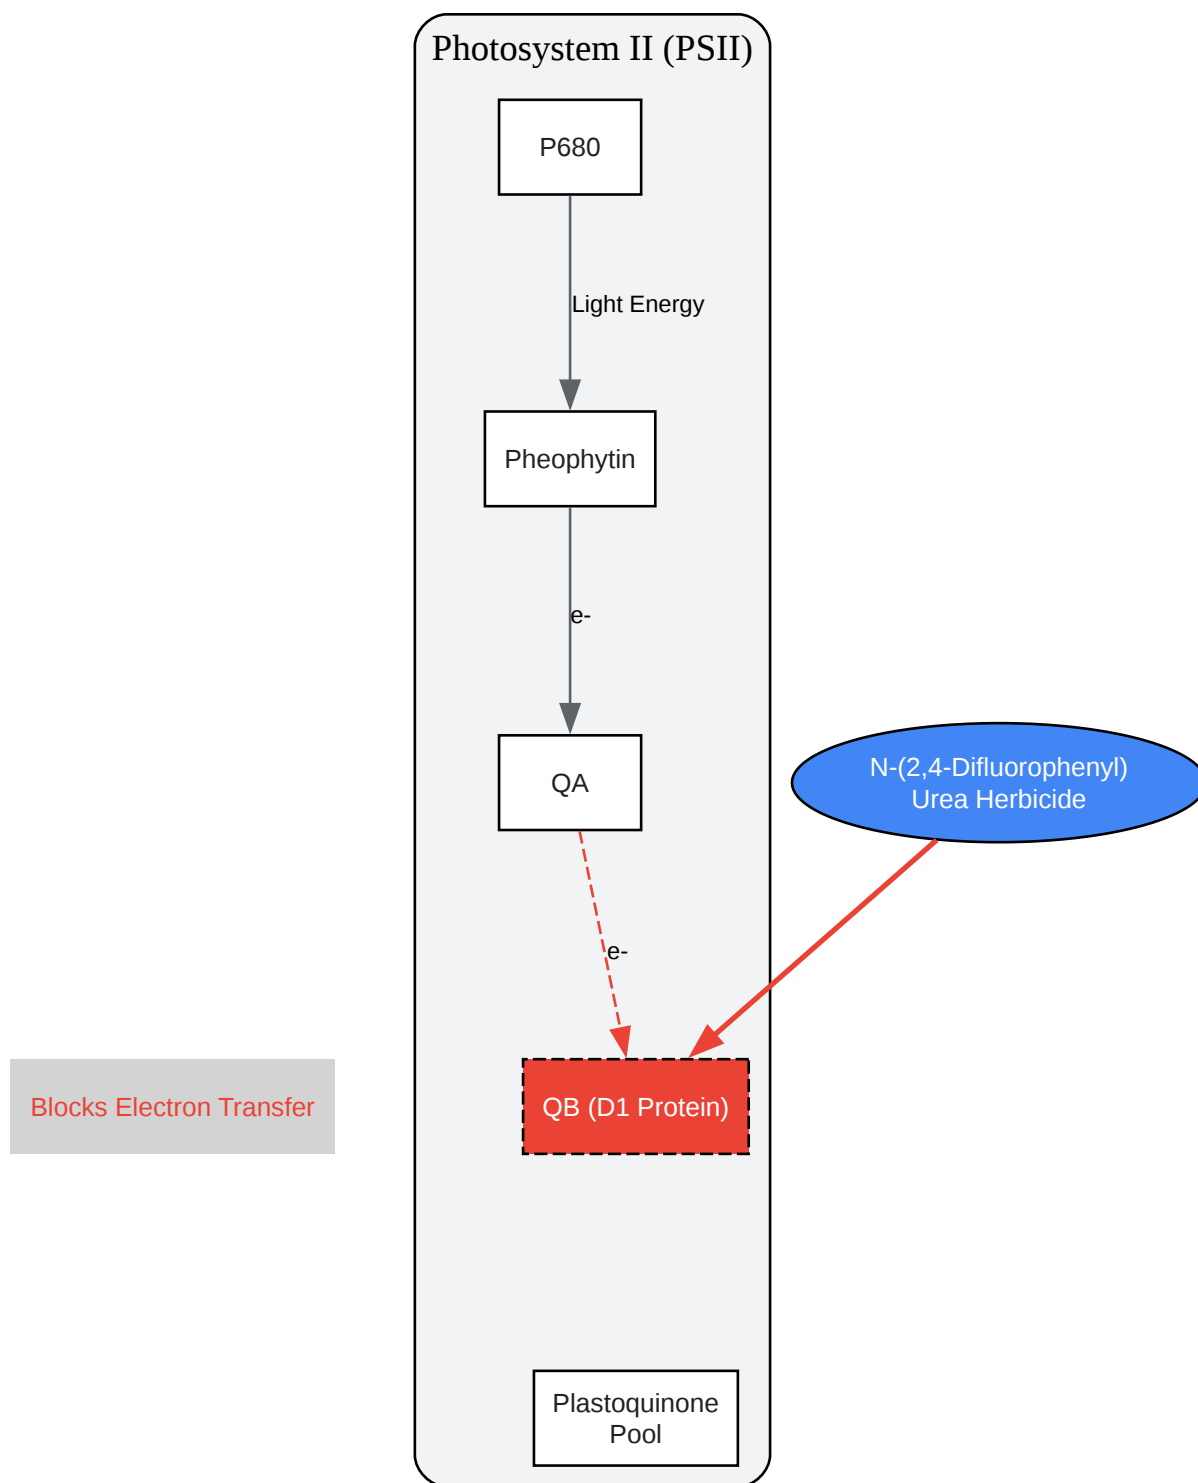 Photosystem II (PSII)
P680
Light Energy
Pheophytin
e-
QA
N-(2,4-Difluorophenyl)
Urea Herbicide
e-
Blocks Electron Transfer
QB (D1 Protein)
Plastoquinone
Pool